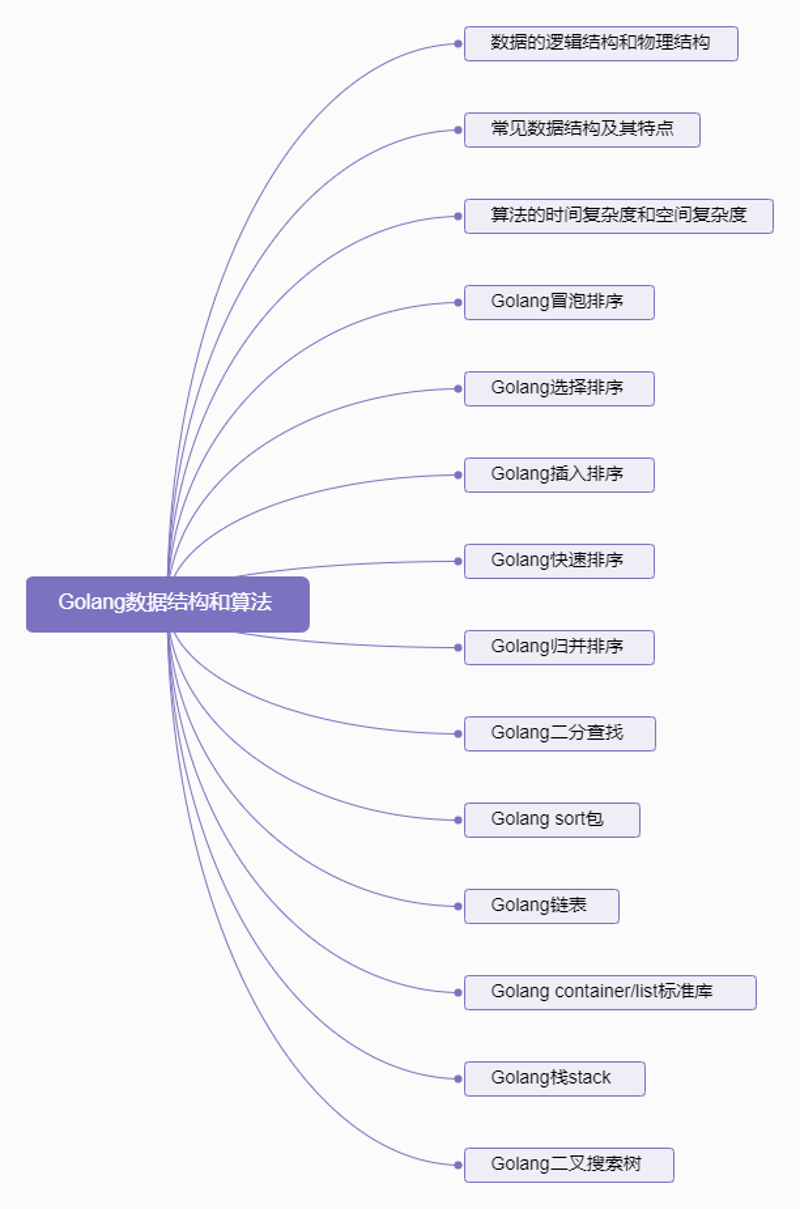 数据的逻辑结构和物理结构
常见数据结构及其特点
算法的时间复杂度和空间复杂度
Golang冒泡排序
Golang选择排序
Golang插入排序
Golang快速排序
Golang数据结构和算法
Golang归并排序
Golang二分查找
Golang sort包
Golang链表
Golang container/list标准库
Golang栈stack
Golang二叉搜索树